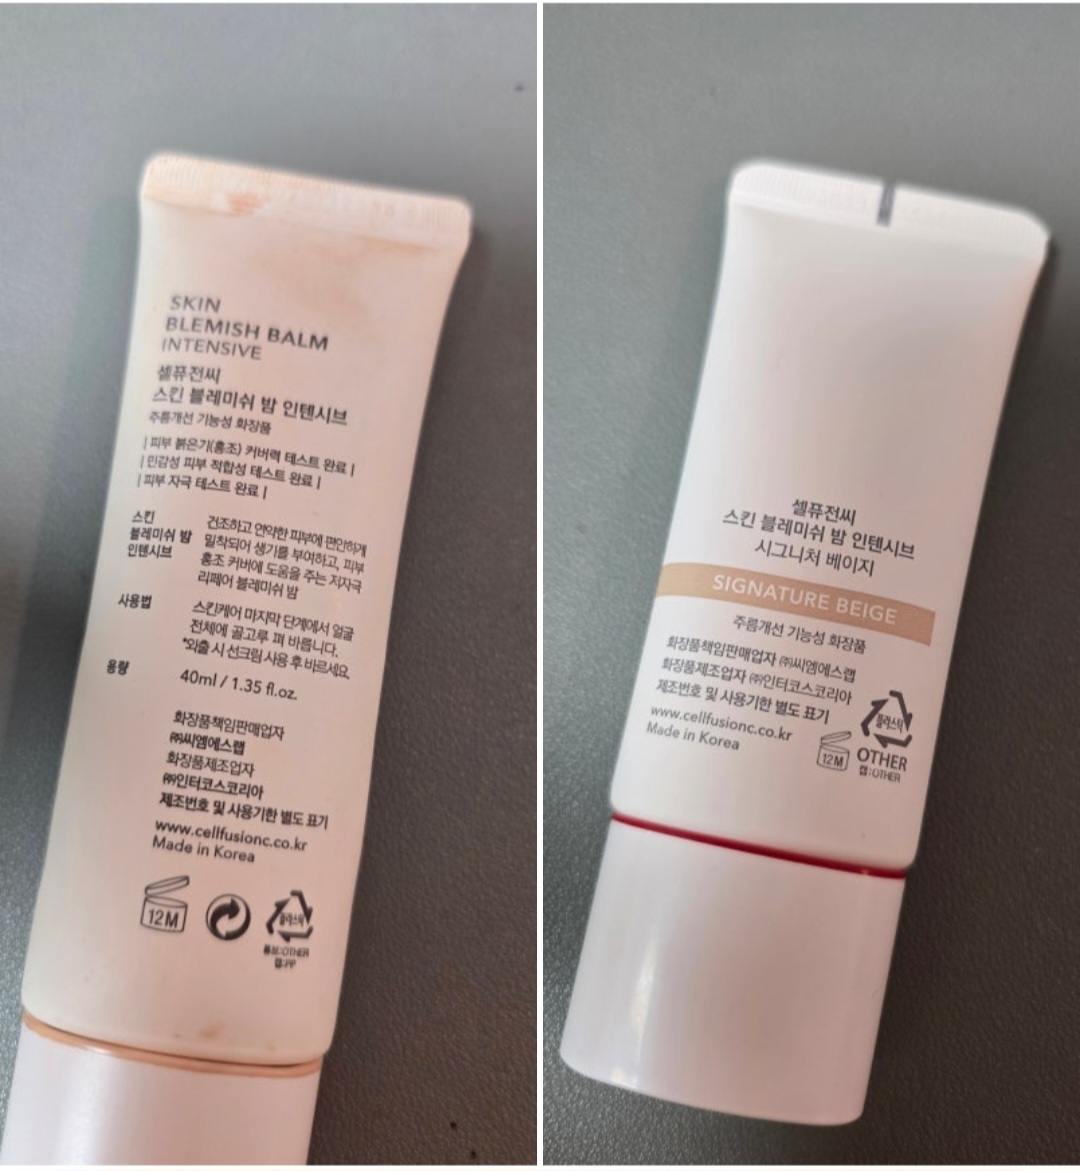 SKIN
BLEMISH BALM
INTENSIVE
셀퓨전씨
스킨 블레미쉬 밤 인텐시브
주름개선 기능성 화장품
| 피부 붉은기(홍조) 커버력 테스트 완료 |
| 민감성 피부 적합성 테스트 완료 |
| 피부 자극 테스트 완료 |
스킨
블레미쉬 밤
인텐시브
건조하고 연약한 피부에 편안하게
밀착되어 생기를 부여하고, 피부
홍조 커버에 도움을 주는 저자극
리페어 블레미쉬 밤
사용법
스킨케어 마지막 단계에서 얼굴
전체에 골고루 펴 바릅니다.
*외출 시 선크림 사용 후 바르세요.
용량
40ml / 1.35 fl.oz.
화장품책임판매업자
㈜씨엠에스랩
화장품제조업자
㈜인터코스코리아
제조번호 및 사용기한 별도 표기
www.cellfusionc.co.kr
Made in Korea
12M
플라스틱
튜브:OTHER
캡:PP
셀퓨전씨
스킨 블레미쉬 밤 인텐시브
시그니처 베이지
SIGNATURE BEIGE
주름개선 기능성 화장품
화장품책임판매업자 ㈜씨엠에스랩
화장품제조업자 ㈜인터코스코리아
제조번호 및 사용기한 별도 표기
www.cellfusionc.co.kr
Made in Korea
12M
플라스틱
OTHER
캡:OTHER